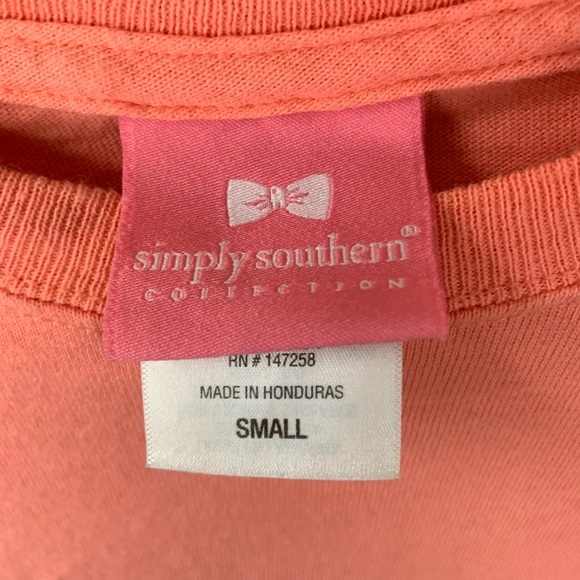 simply southern®
COLLECTION
RN # 147258
MADE IN HONDURAS
SMALL